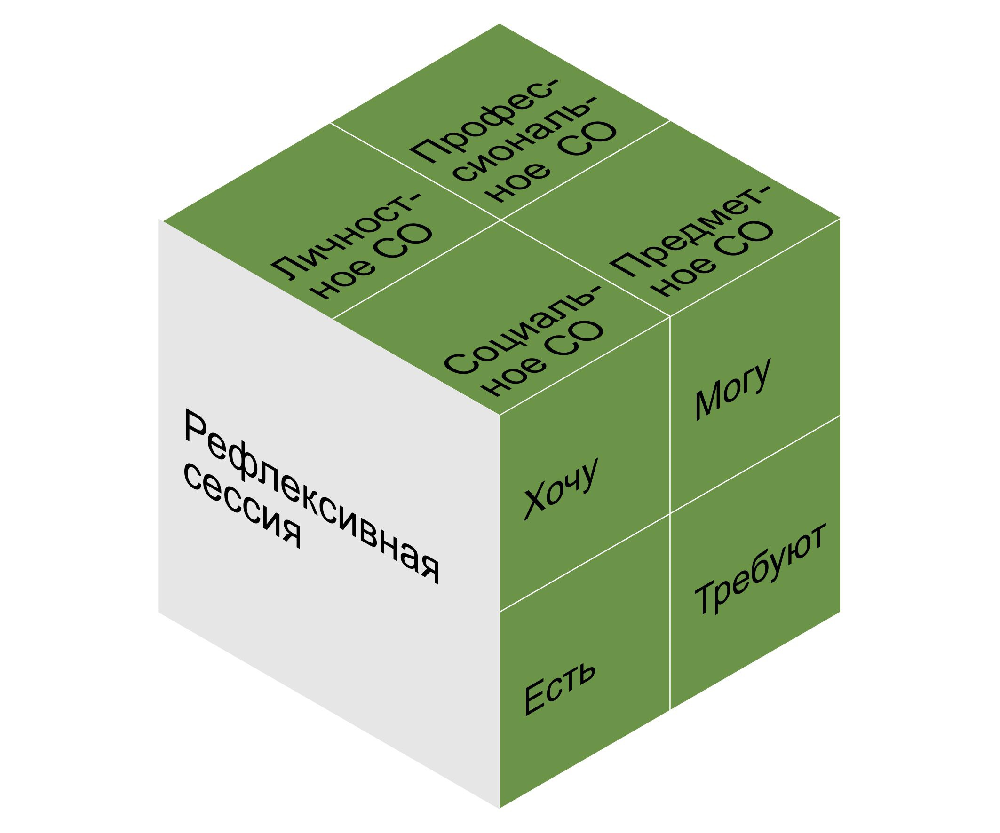 Профес-
сиональ-
ное СО
Личност-
ное СО
Предмет-
ное СО
Социаль-
ное СО
Рефлексивная
сессия
Хочу
Могу
Есть
Требуют